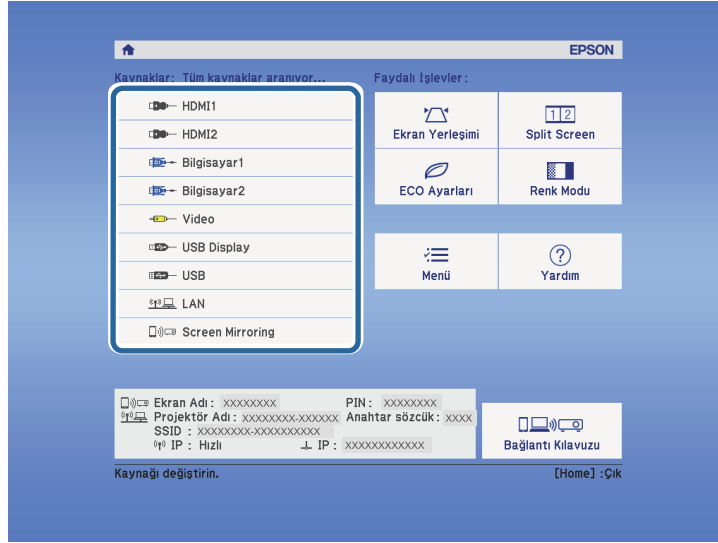 EPSON
Kaynaklar: Tüm kaynaklar aranıyor...
HDMI1
HDMI2
Bilgisayar1
Bilgisayar2
Video
USB Display
USB
LAN
Screen Mirroring
Faydalı İşlevler:
Ekran Yerleşimi
1 2
Split Screen
ECO Ayarları
Renk Modu
Menü
? 
Yardım
Ekran Adı: XXXXXXXX PIN: XXXXXXXX
Projektör Adı: XXXXXXXX-XXXXXX Anahtar sözcük: XXXX
SSID : XXXXXXXX-XXXXXXXXXX
IP : Hızlı IP : XXXXXXXXXXXX
Bağlantı Kılavuzu
Kaynağı değiştirin. [Home] :Çık